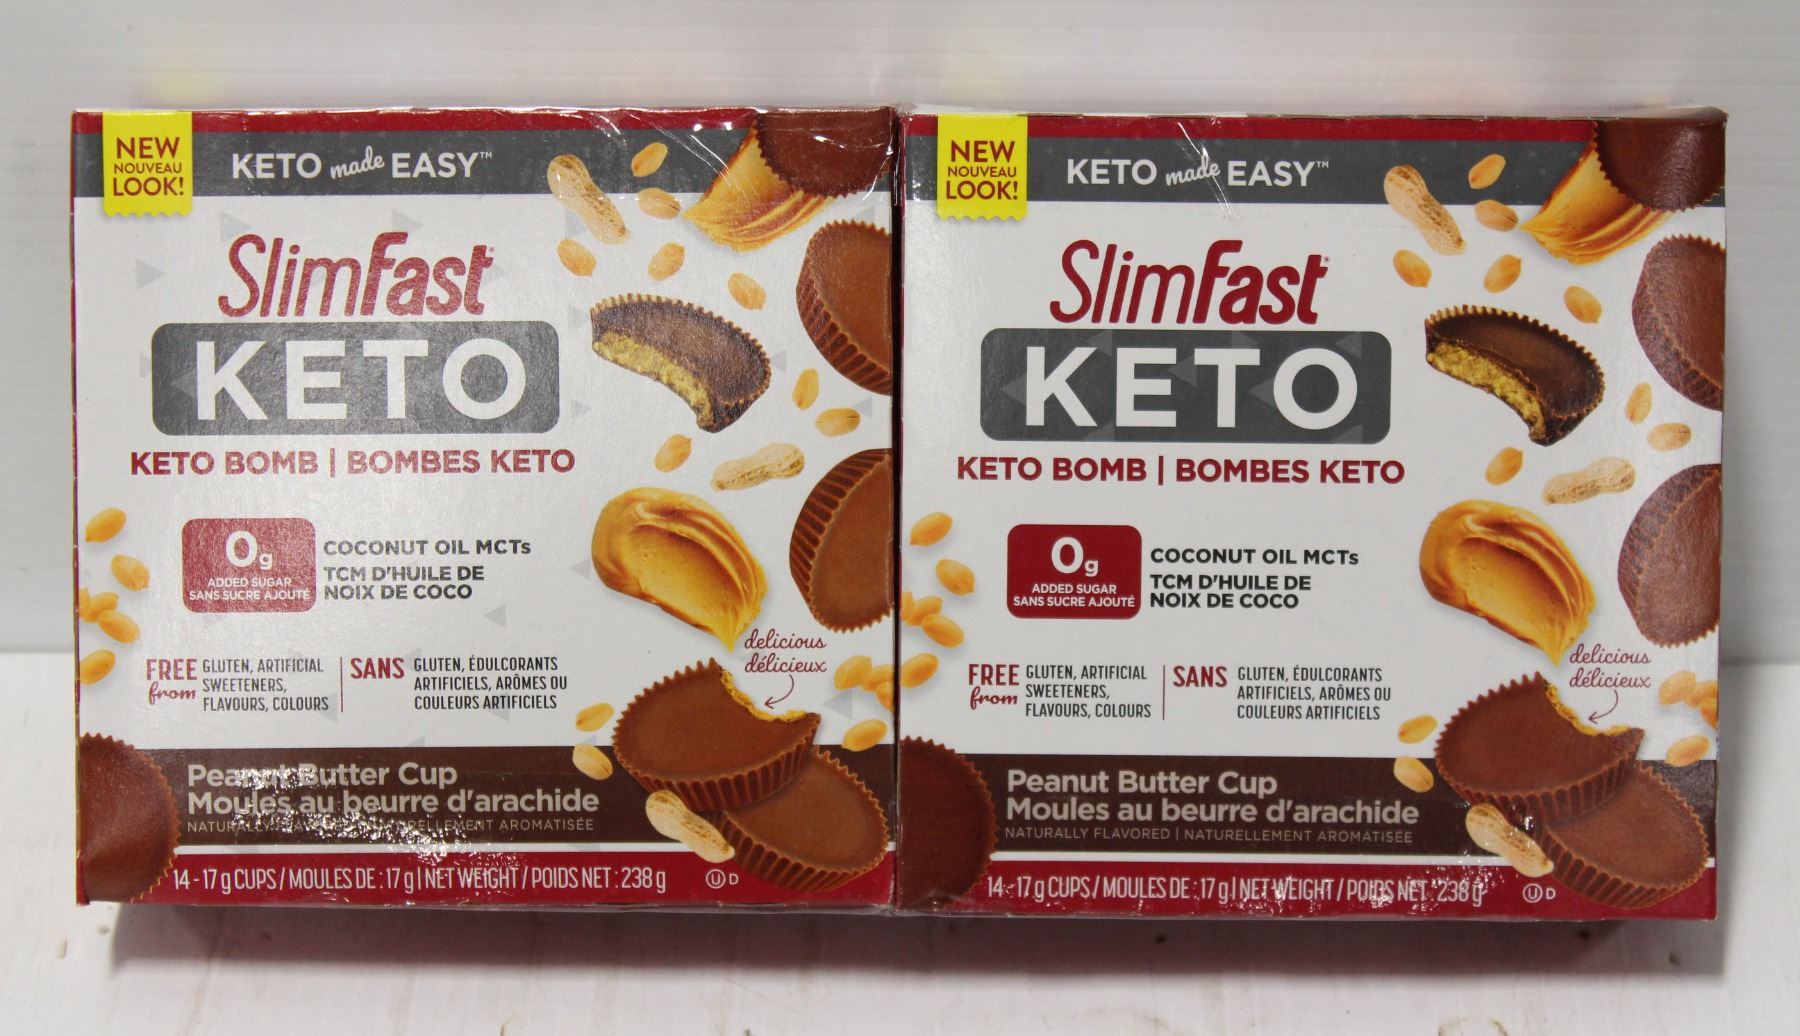 NEW
NOUVEAU
LOOK!
KETO made EASY™
SlimFast
KETO
KETO BOMB | BOMBES KETO
0g
ADDED SUGAR
SANS SUCRE AJOUTÉ
COCONUT OIL MCTs
TCM D'HUILE DE
NOIX DE COCO
FREE from
GLUTEN, ARTIFICIAL
SWEETENERS,
FLAVOURS, COLOURS
SANS
GLUTEN, ÉDULCORANTS
ARTIFICIELS, ARÔMES OU
COULEURS ARTIFICIELS
delicious
délicieux
Peanut Butter Cup
Moules au beurre d'arachide
AROMATISÉE
14 - 17 g CUPS / MOULES DE : 17 g | NET WEIGHT / POIDS NET : 238 g
U D
NEW
NOUVEAU
LOOK!
KETO made EASY™
SlimFast
KETO
KETO BOMB | BOMBES KETO
0g
ADDED SUGAR
SANS SUCRE AJOUTÉ
COCONUT OIL MCTs
TCM D'HUILE DE
NOIX DE COCO
FREE from
GLUTEN, ARTIFICIAL
SWEETENERS,
FLAVOURS, COLOURS
SANS
GLUTEN, ÉDULCORANTS
ARTIFICIELS, ARÔMES OU
COULEURS ARTIFICIELS
delicious
délicieux
Peanut Butter Cup
Moules au beurre d'arachide
NATURALLY FLAVORED | NATURELLEMENT AROMATISÉE
14 - 17 g CUPS / MOULES DE : 17 g | NET WEIGHT / POIDS NET : 238 g
U D